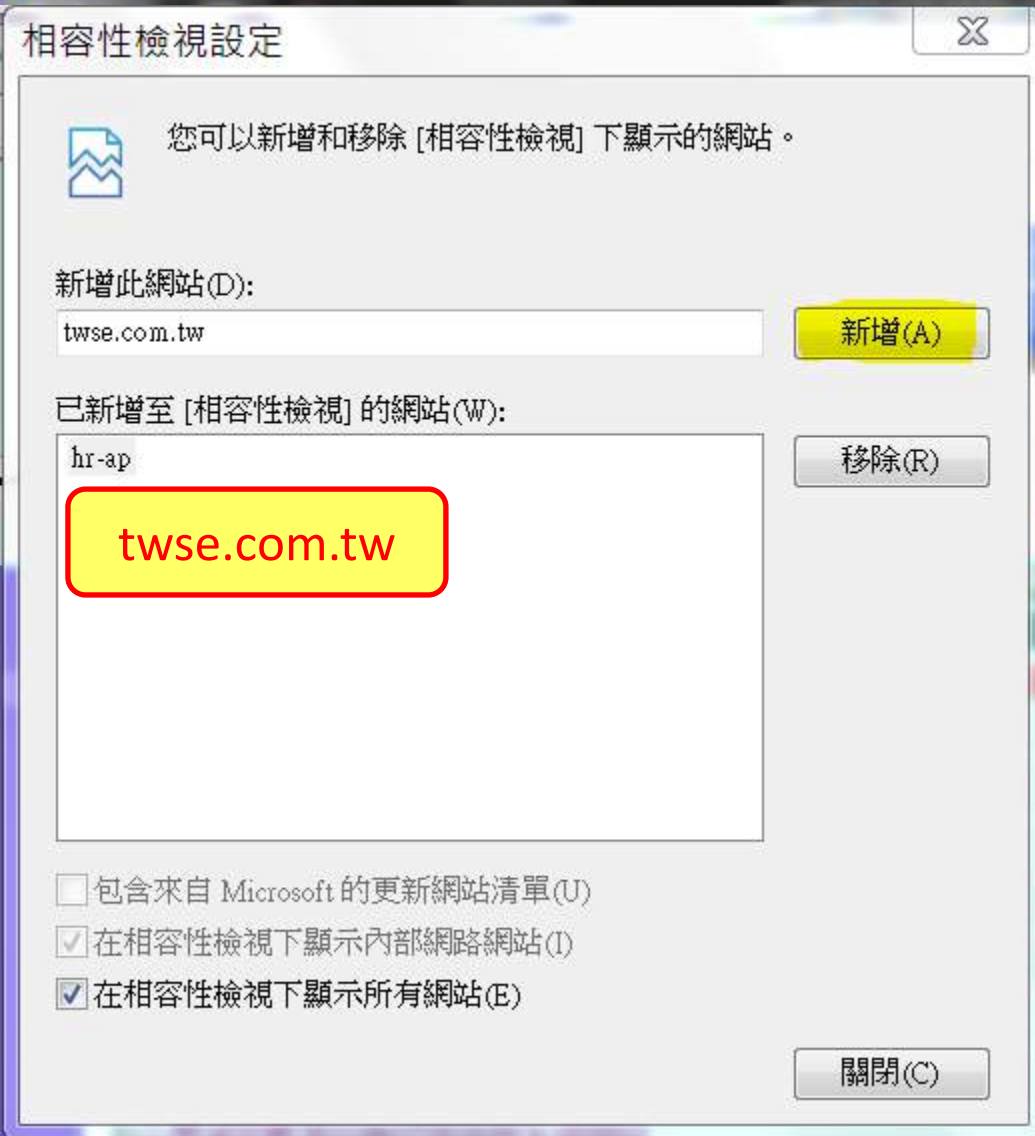 相容性檢視設定
您可以新增和移除 [相容性檢視] 下顯示的網站。
新增此網站(D):
twse.com.tw
新增(A)
已新增至 [相容性檢視] 的網站(W):
hr-ap
移除(R)
twse.com.tw
包含來自 Microsoft 的更新網站清單(U)
在相容性檢視下顯示內部網路網站(I)
在相容性檢視下顯示所有網站(E)
關閉(C)